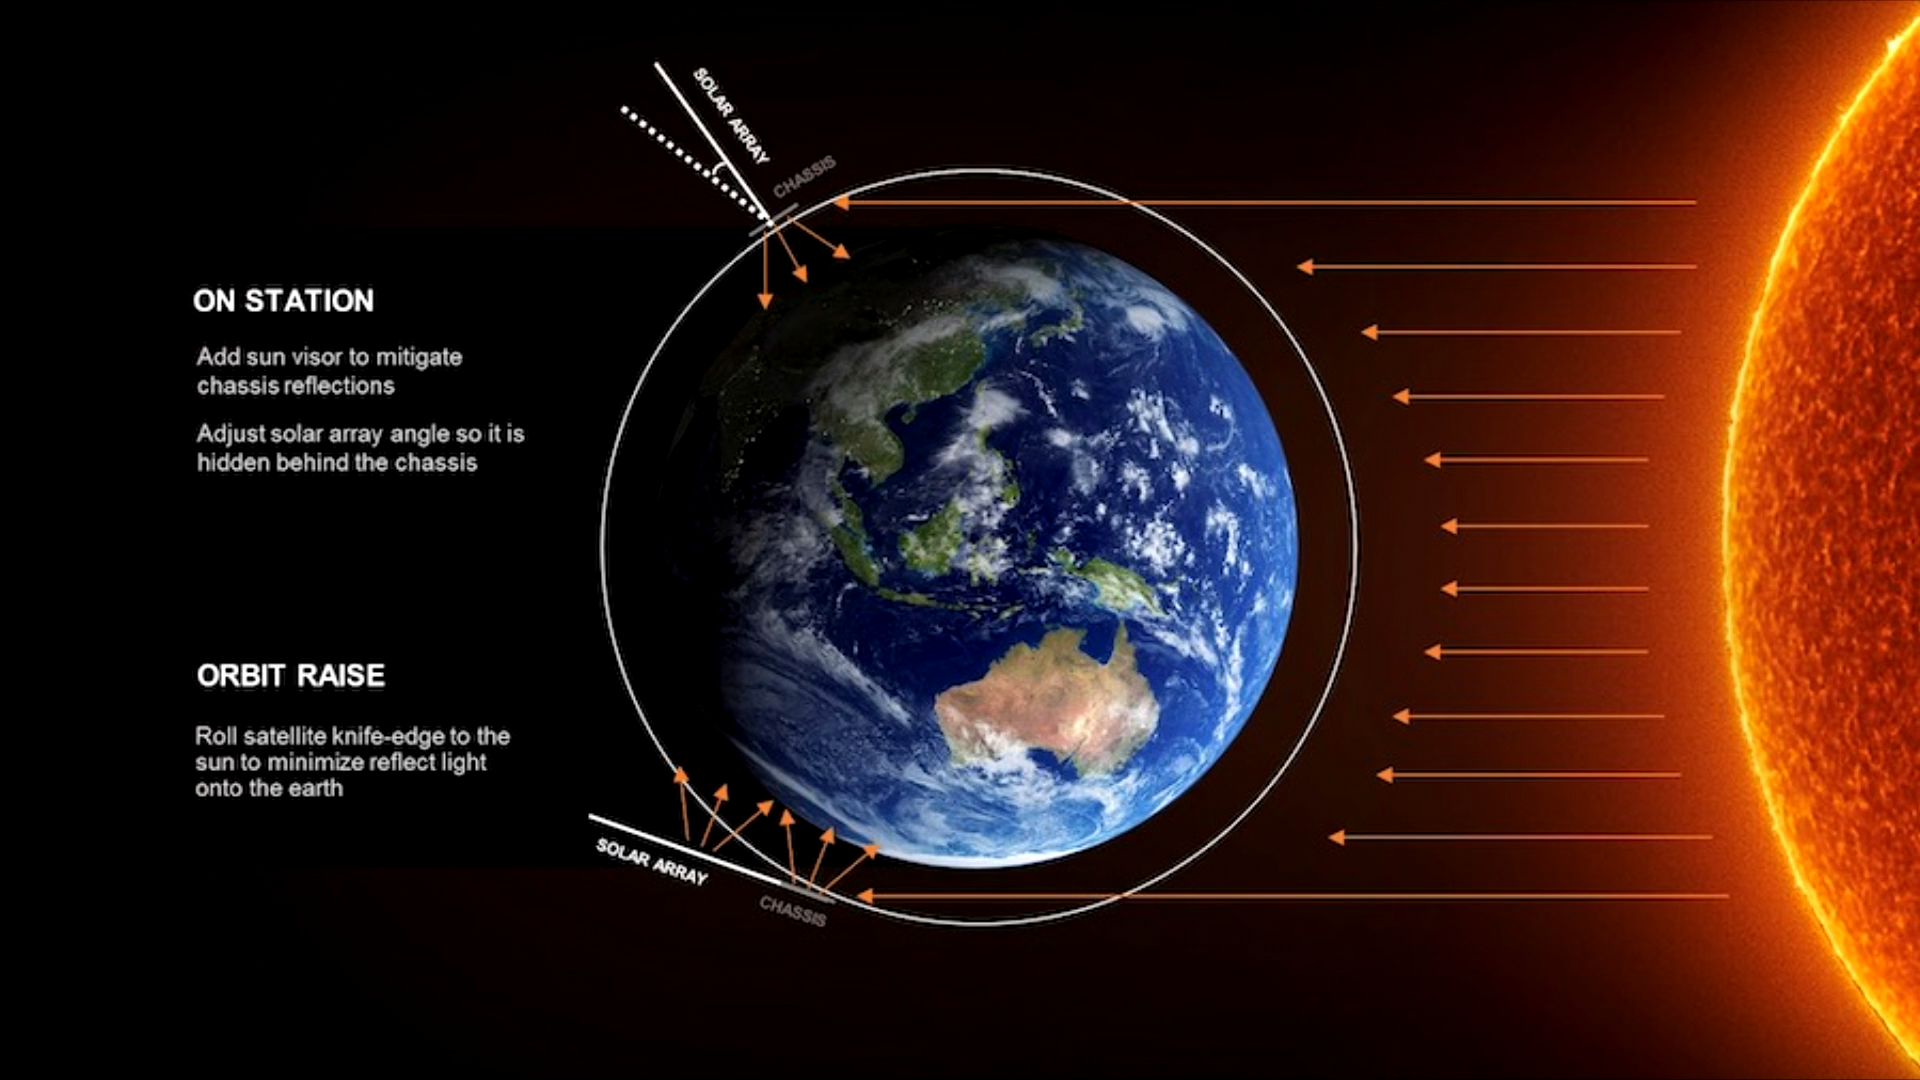 SOLAR ARRAY
CHASSIS
ON STATION
Add sun visor to mitigate
chassis reflections
Adjust solar array angle so it is
hidden behind the chassis
ORBIT RAISE
Roll satellite knife-edge to the
sun to minimize reflect light
onto the earth
SOLAR ARRAY
CHASSIS